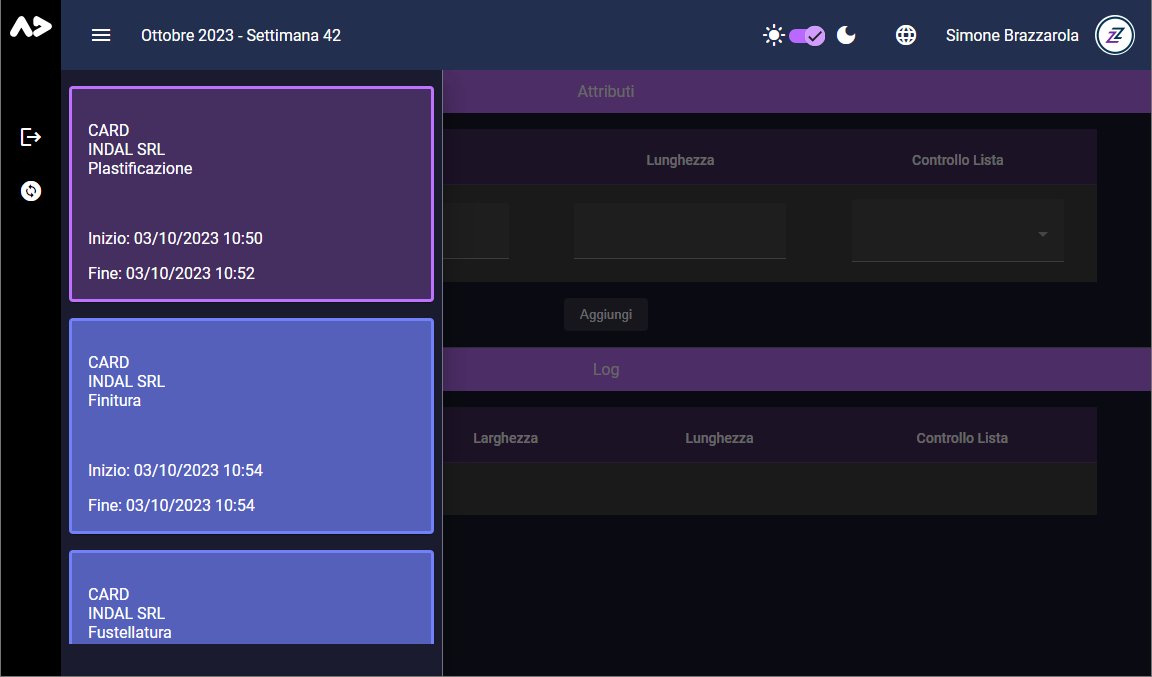 Ottobre 2023 - Settimana 42
Simone Brazzarola
CARD
INDAL SRL
Plastificazione
Inizio: 03/10/2023 10:50
Fine: 03/10/2023 10:52
CARD
INDAL SRL
Finitura
Inizio: 03/10/2023 10:54
Fine: 03/10/2023 10:54
CARD
INDAL SRL
Fustellatura
Attributi
Lunghezza
Controllo Lista
Aggiungi
Log
Larghezza
Lunghezza
Controllo Lista